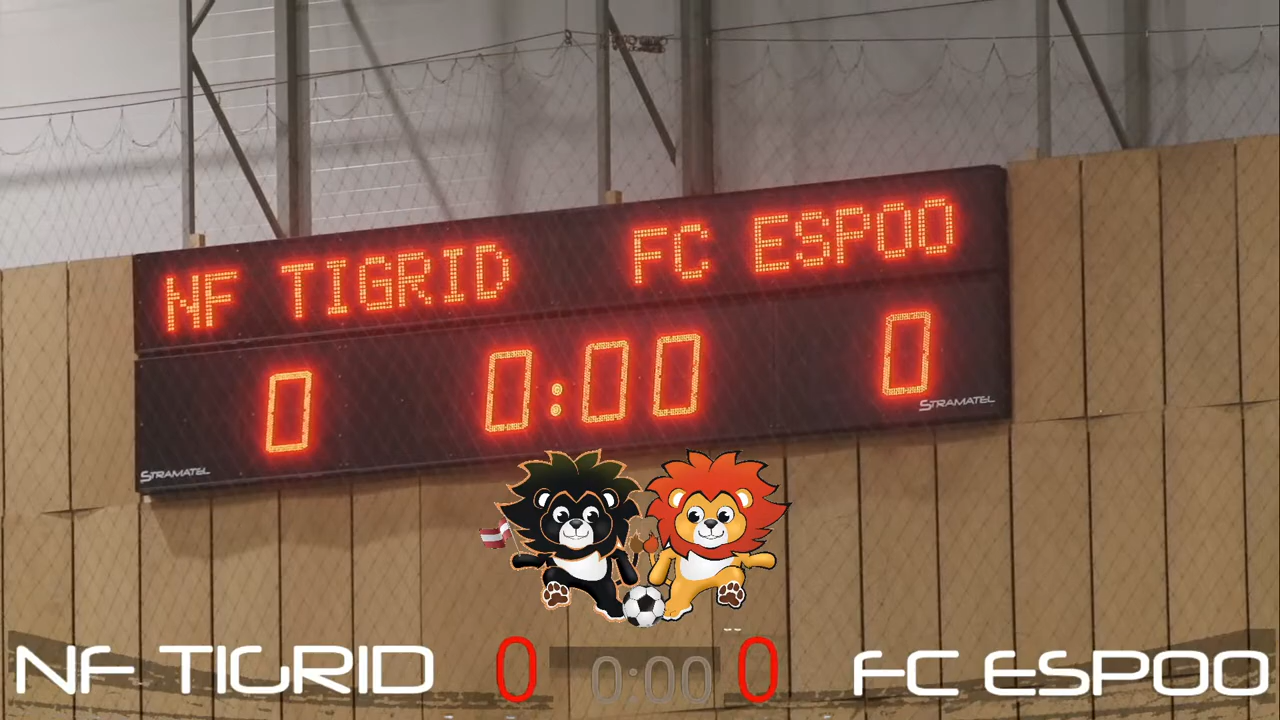 NF TIGRID FC ESPOO
0 0:00 0
STRAMATEL
STRAMATEL
NF TIGRID 0 0:00 0 FC ESPOO